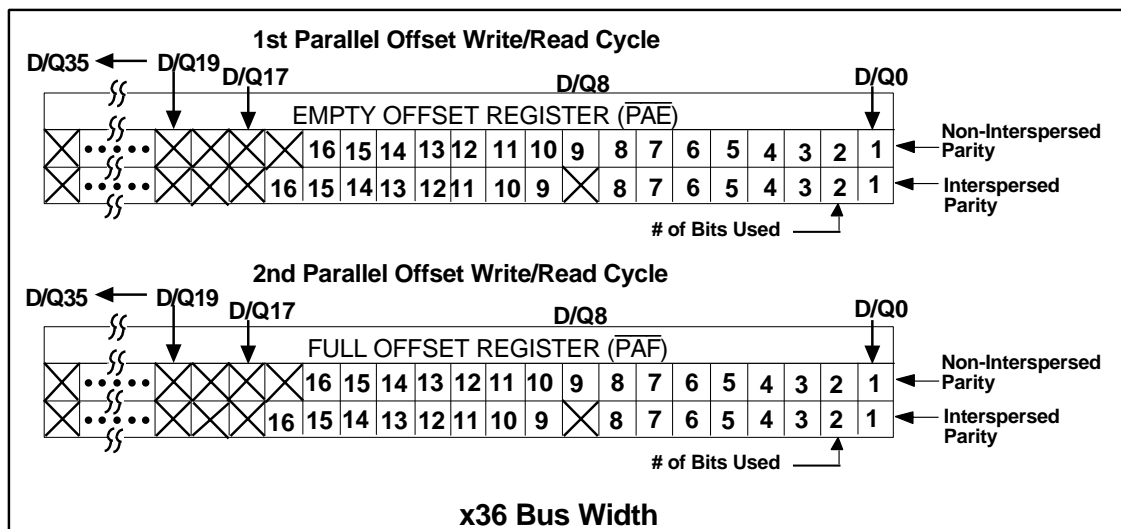 1st Parallel Offset Write/Read Cycle
D/Q35 D/Q19
D/Q17 D/Q8 D/Q0
EMPTY OFFSET REGISTER (PAE)
16 15 14 13 12 11 10 9 8 7 6 5 4 3 2 1 Non-Interspersed Parity
16 15 14 13 12 11 10 9 8 7 6 5 4 3 2 1 Interspersed Parity
# of Bits Used
2nd Parallel Offset Write/Read Cycle
D/Q35 D/Q19
D/Q17 D/Q8 D/Q0
FULL OFFSET REGISTER (PAF)
16 15 14 13 12 11 10 9 8 7 6 5 4 3 2 1 Non-Interspersed Parity
16 15 14 13 12 11 10 9 8 7 6 5 4 3 2 1 Interspersed Parity
# of Bits Used
x36 Bus Width